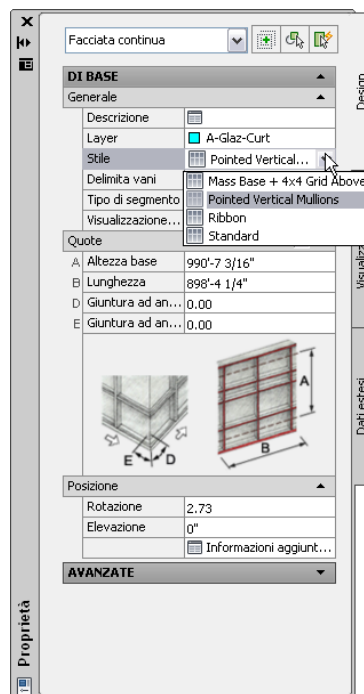 Facciata continua
Design
DI BASE
Generale
Descrizione
Layer A-Glaz-Curt
Stile Pointed Vertical...
Delimita vani Mass Base + 4x4 Grid Above
Tipo di segmento Pointed Vertical Mullions
Ribbon
Visualizzazione... Standard
Visualizz
Quote
A Altezza base 990'-7 3/16"
B Lunghezza 898'-4 1/4"
D Giuntura ad an... 0.00
E Giuntura ad an... 0.00
Dati estesi
A
B
E D
Posizione
Rotazione 2.73
Elevazione 0"
Informazioni aggiunt...
AVANZATE
Proprietà